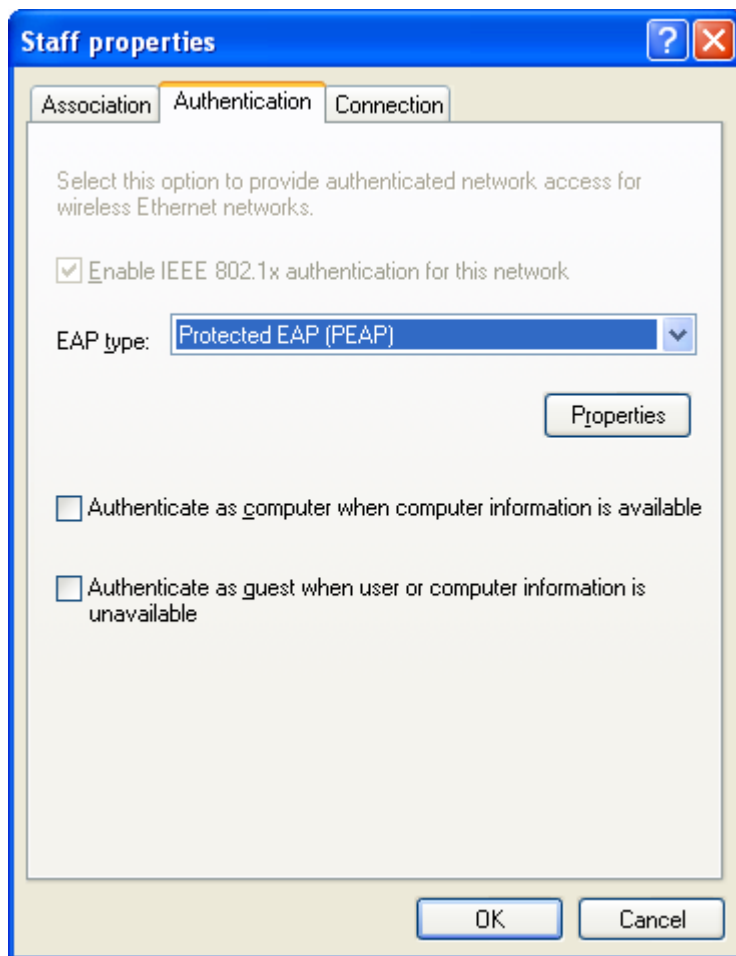 Staff properties
Association Authentication Connection
Select this option to provide authenticated network access for
wireless Ethernet networks.
Enable IEEE 802.1x authentication for this network
EAP type: Protected EAP (PEAP)
Properties
Authenticate as computer when computer information is available
Authenticate as guest when user or computer information is
unavailable
OK Cancel